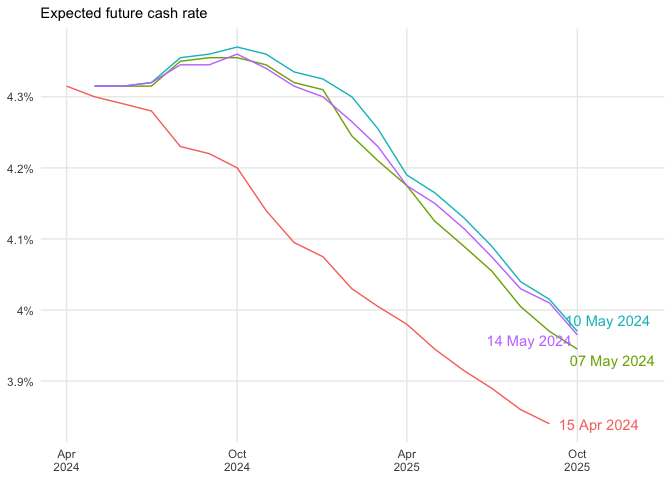 Expected future cash rate
4.3%
4.2%
4.1%
4%
3.9%
10 May 2024
14 May 2024
07 May 2024
15 Apr 2024
Apr
2024
Oct
2024
Apr
2025
Oct
2025